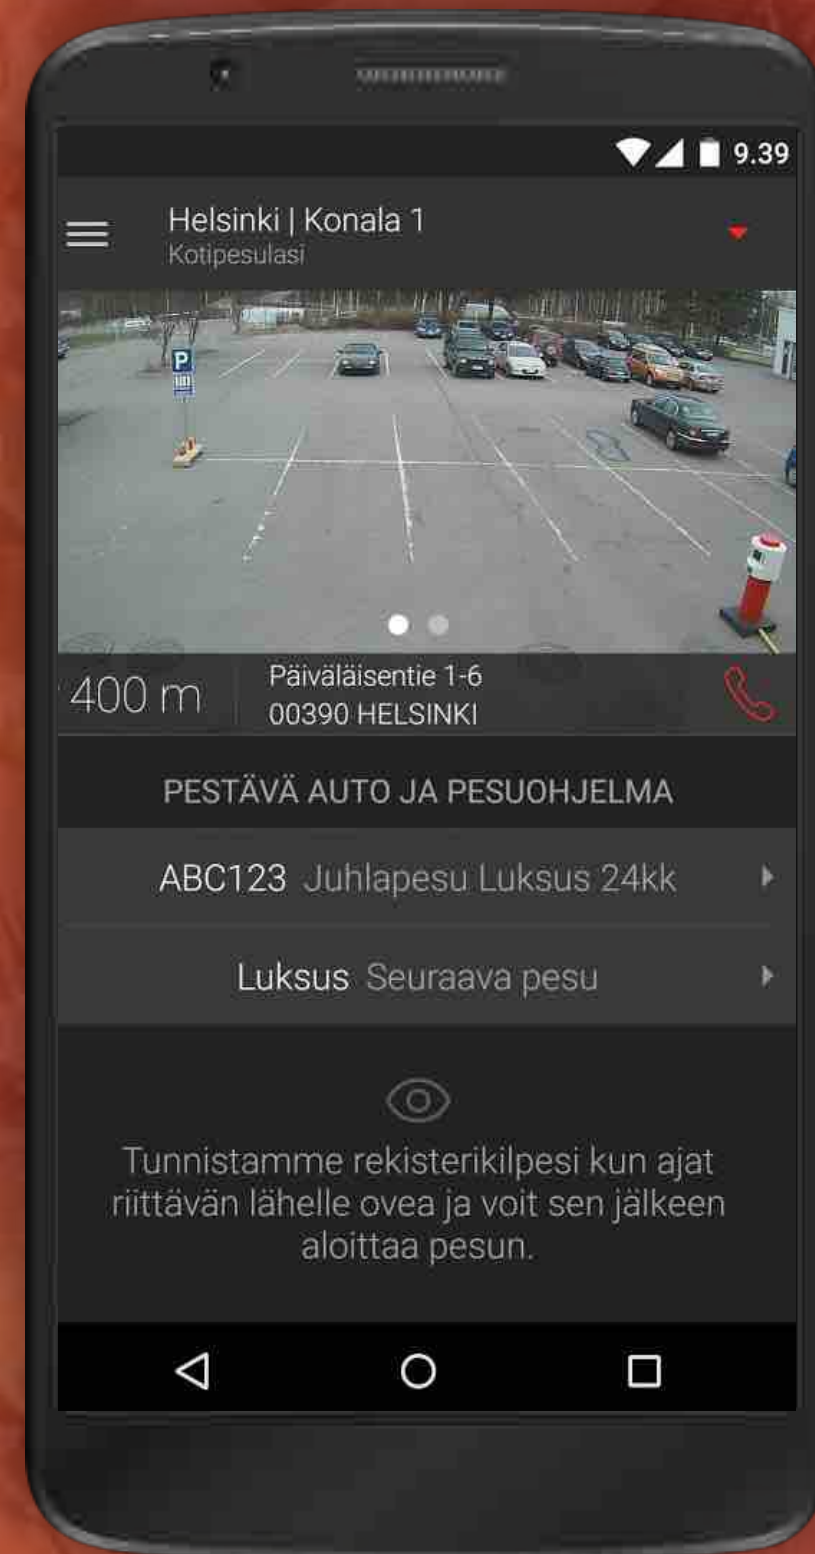 9.39
Helsinki | Konala 1
Kotipesulasi
P
400 m
Päiväläisentie 1-6
00390 HELSINKI
PESTÄVÄ AUTO JA PESUOHJELMA
ABC123 Juhlapesu Luksus 24kk
Luksus Seuraava pesu
Tunnistamme rekisterikilpesi kun ajat
riittävän lähelle ovea ja voit sen jälkeen
aloittaa pesun.